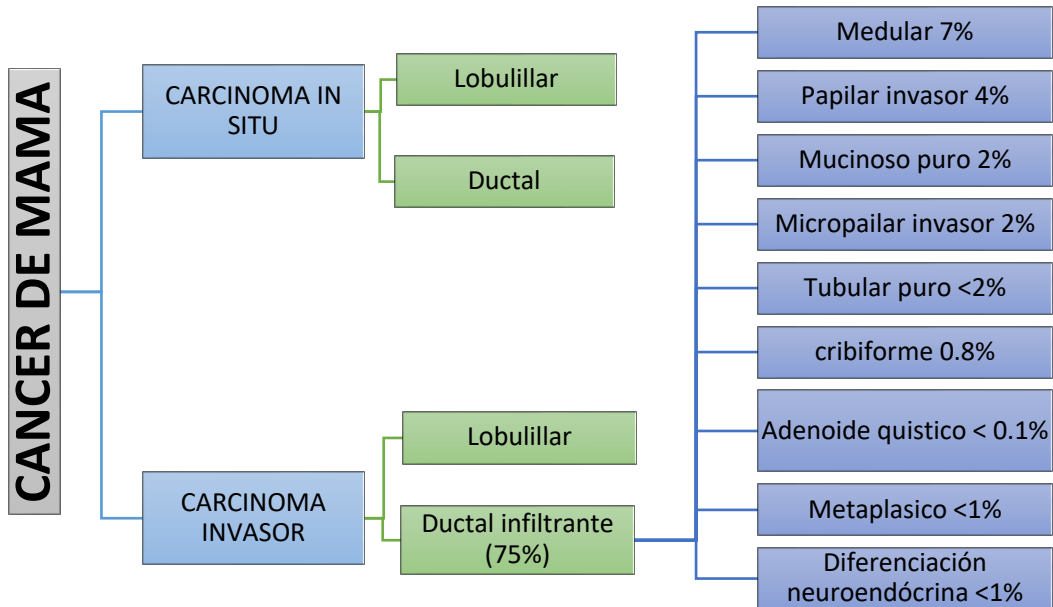 CANCER DE MAMA
CARCINOMA IN
SITU
Lobulillar
Ductal
CARCINOMA
INVASOR
Lobulillar
Ductal infiltrante
(75%)
Medular 7%
Papilar invasor 4%
Mucinoso puro 2%
Micropailar invasor 2%
Tubular puro <2%
cribiforme 0.8%
Adenoide quistico < 0.1%
Metaplasico <1%
Diferenciación
neuroendócrina <1%